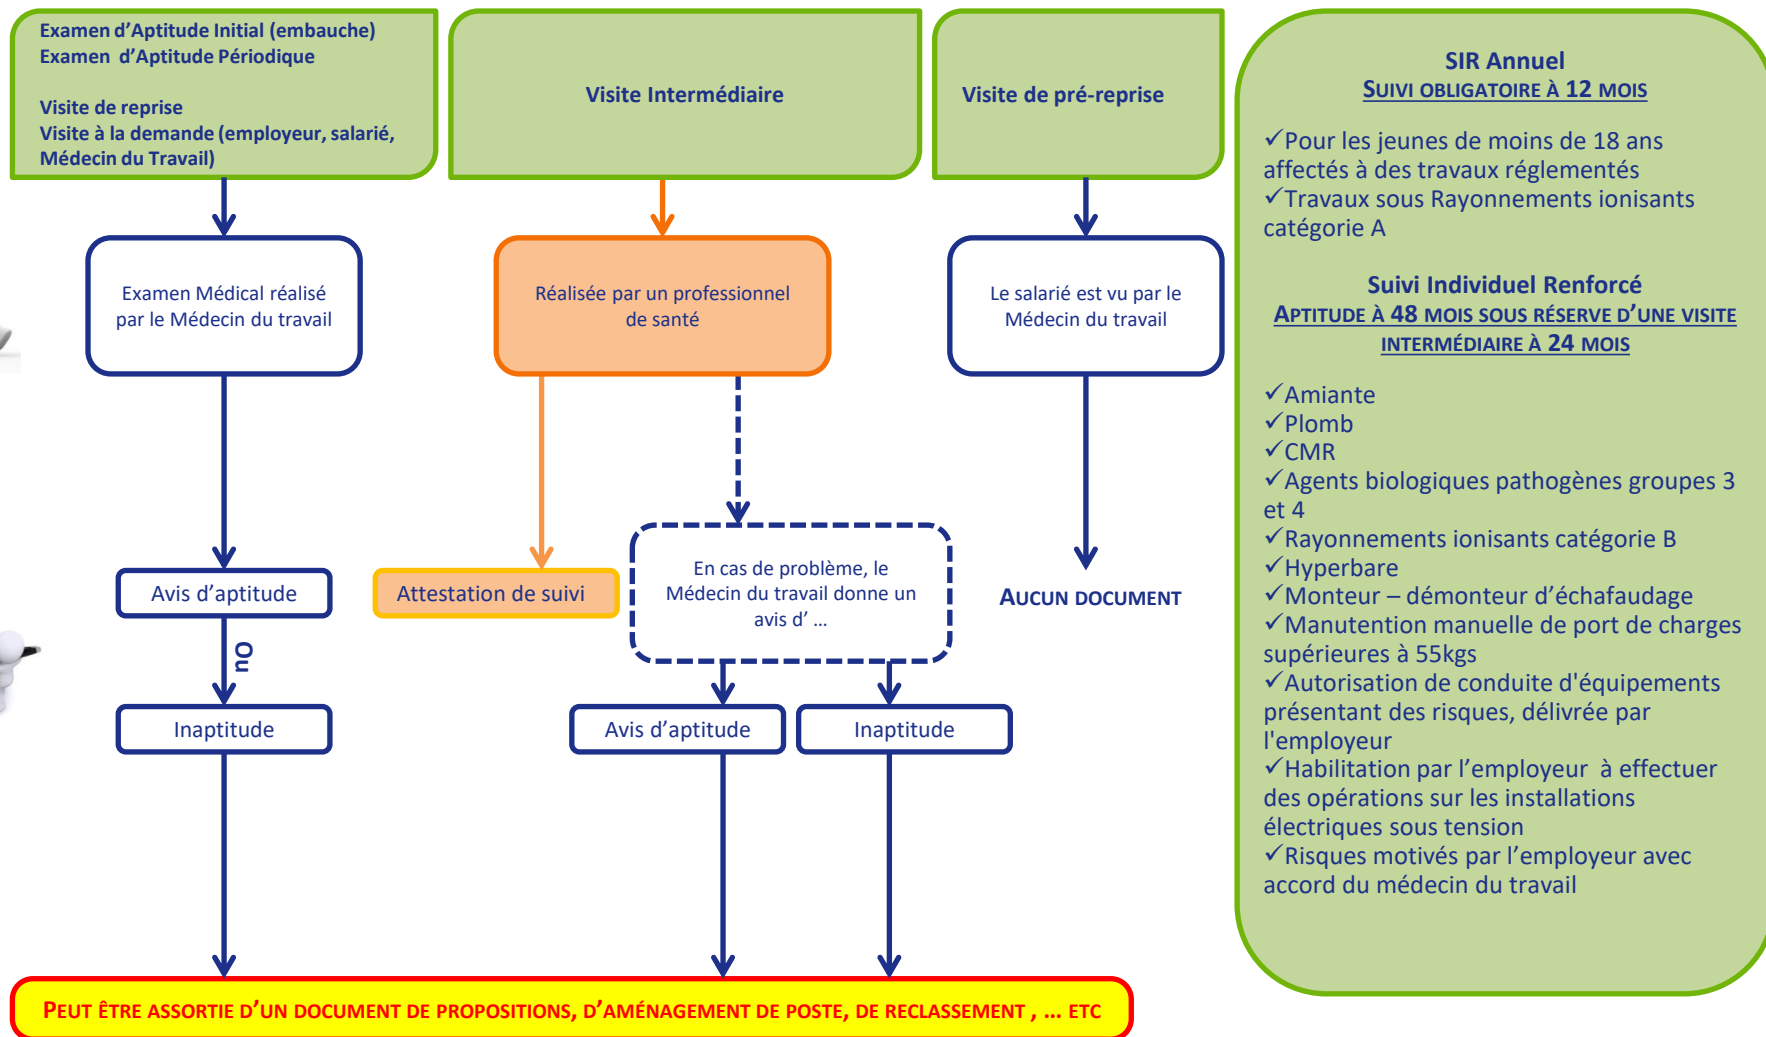 Examen d'Aptitude Initial (embauche)
Examen  d'Aptitude Périodique
Visite de reprise
Visite à la demande (employeur, salarié,
Médecin du Travail)
Visite Intermédiaire
Visite de pré-reprise
Examen Médical réalisé
par le Médecin du travail
Réalisée par un professionnel
de santé
Le salarié est vu par le
Médecin du travail
Avis d'aptitude
Attestation de suivi
En cas de problème, le
Médecin du travail donne un
avis d' ...
AUCUN DOCUMENT
Ou
Inaptitude
Avis d'aptitude
Inaptitude
PEUT ÊTRE ASSORTIE D'UN DOCUMENT DE PROPOSITIONS, D'AMÉNAGEMENT DE POSTE, DE RECLASSEMENT , ... ETC
SIR Annuel
SUIVI OBLIGATOIRE À 12 MOIS
✓Pour les jeunes de moins de 18 ans
affectés à des travaux réglementés
✓Travaux sous Rayonnements ionisants
catégorie A
Suivi Individuel Renforcé
APTITUDE À 48 MOIS SOUS RÉSERVE D'UNE VISITE
INTERMÉDIAIRE À 24 MOIS
✓Amiante
✓Plomb
✓CMR
✓Agents biologiques pathogènes groupes 3
et 4
✓Rayonnements ionisants catégorie B
✓Hyperbare
✓Monteur – démonteur d'échafaudage
✓Manutention manuelle de port de charges
supérieures à 55kgs
✓Autorisation de conduite d'équipements
présentant des risques, délivrée par
l'employeur
✓Habilitation par l'employeur  à effectuer
des opérations sur les installations
électriques sous tension
✓Risques motivés par l'employeur avec
accord du médecin du travail